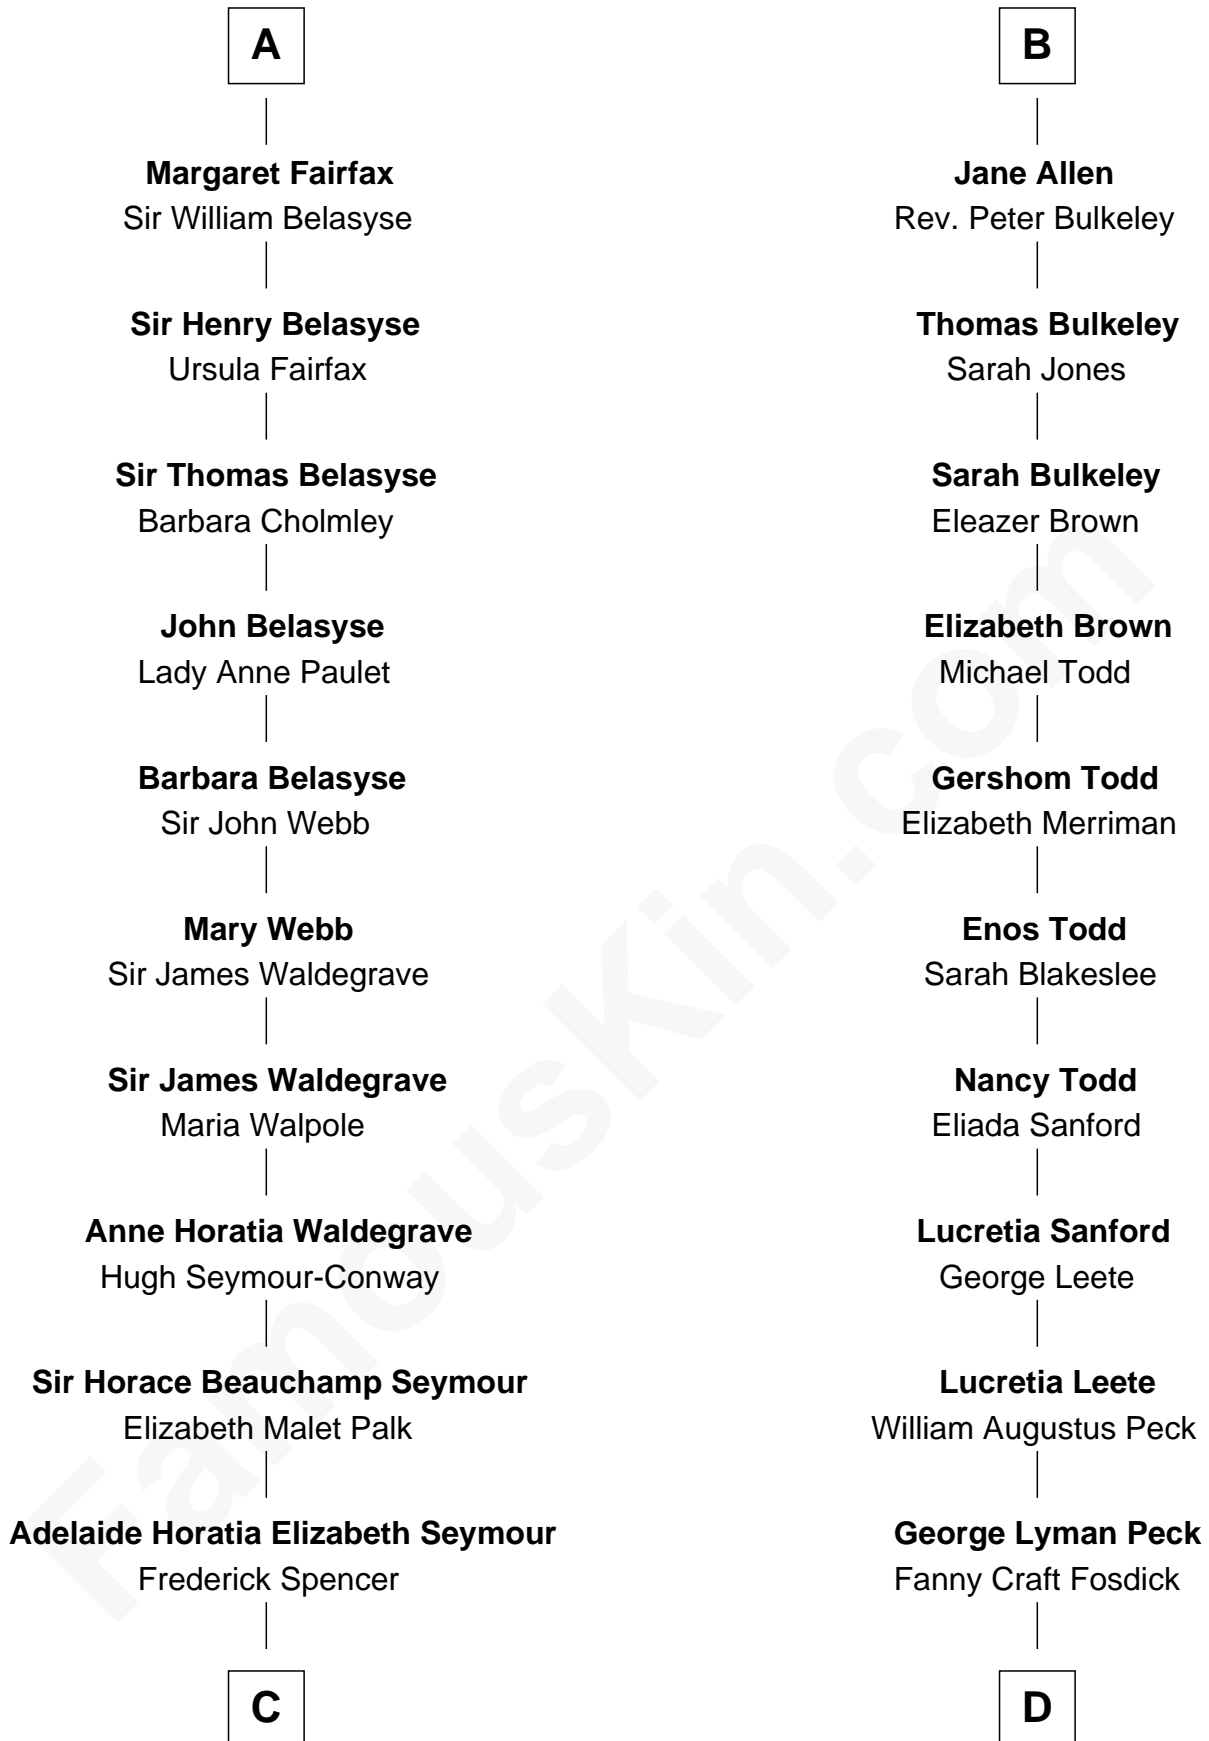 A
Margaret Fairfax
Sir William Belasyse
Sir Henry Belasyse
Ursula Fairfax
Sir Thomas Belasyse
Barbara Cholmley
John Belasyse
Lady Anne Paulet
Barbara Belasyse
Sir John Webb
Mary Webb
Sir James Waldegrave
Sir James Waldegrave
Maria Walpole
Anne Horatia Waldegrave
Hugh Seymour-Conway
Sir Horace Beauchamp Seymour
Elizabeth Malet Palk
Adelaide Horatia Elizabeth Seymour
Frederick Spencer
C
B
Jane Allen
Rev. Peter Bulkeley
Thomas Bulkeley
Sarah Jones
Sarah Bulkeley
Eleazer Brown
Elizabeth Brown
Michael Todd
Gershom Todd
Elizabeth Merriman
Enos Todd
Sarah Blakeslee
Nancy Todd
Eliada Sanford
Lucretia Sanford
George Leete
Lucretia Leete
William Augustus Peck
George Lyman Peck
Fanny Craft Fosdick
D
FamousKin.com